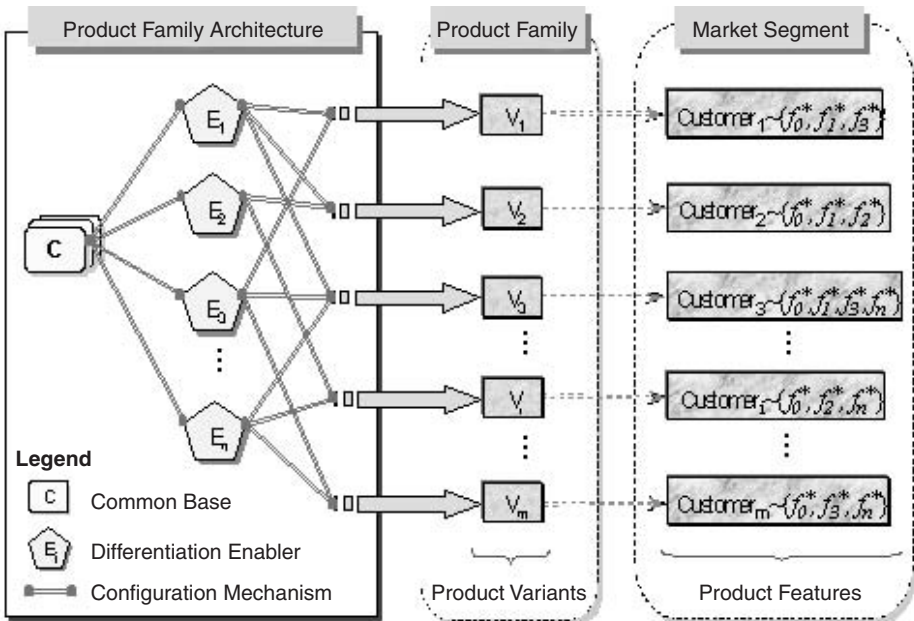 Product Family Architecture
Product Family
Market Segment
E1
V1
Customer1~{f0*, f1*, f3*}
E2
V2
Customer2~{f0*, f1*, f2*}
C
E3
V3
Customer3~{f0*, f1*, f3*, fn*}
Vi
Customeri~{f0*, f2*, fn*}
En
Vm
Customerm~{f0*, f3*, fn*}
Legend
C Common Base
Ei Differentiation Enabler
Configuration Mechanism
Product Variants
Product Features